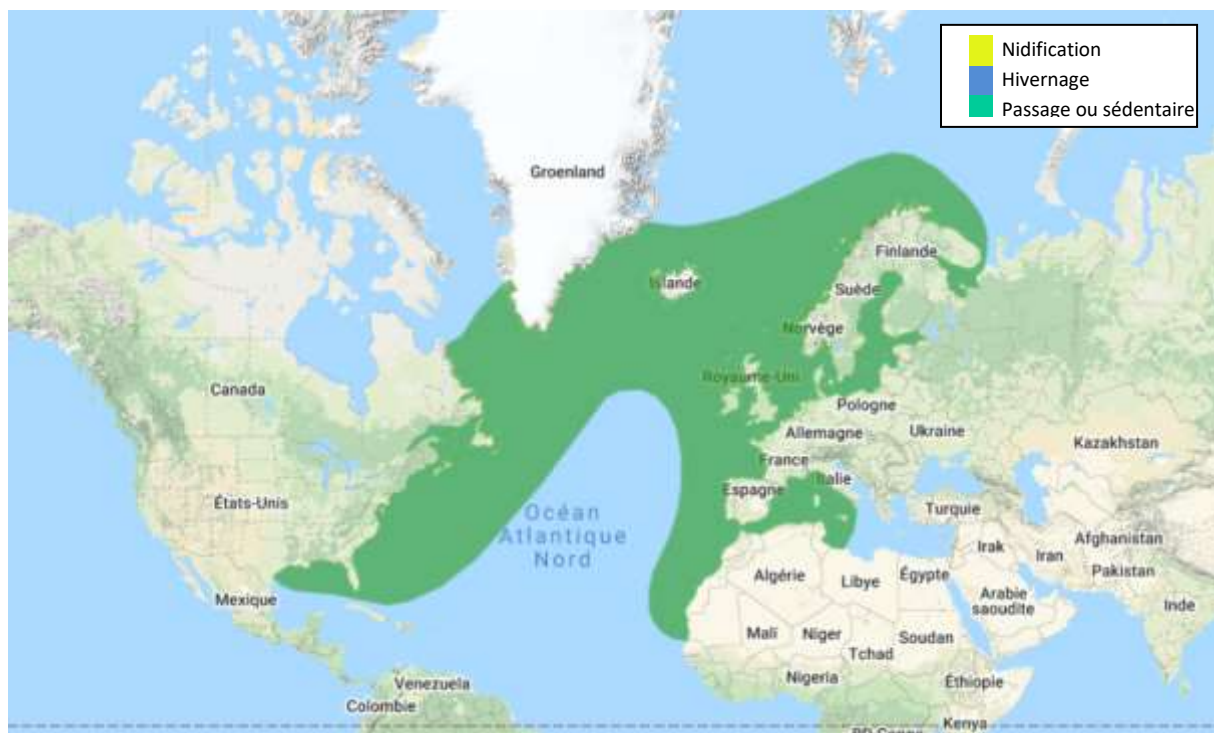 Nidification
Hivernage
Passage ou sédentaire
Groenland
Finlande
Islande
Suède
Norvège
Canada
Royaume-Uni
Pologne
Allemagne
Ukraine
Kazakhstan
France
Italie
États-Unis
Espagne
Turquie
Océan
Atlantique
Nord
Irak
Iran
Afghanistan
Pakistan
Algérie
Libye
Égypte
Arabie
saoudite
Inde
Mexique
Mali
Niger
Soudan
Tchad
Nigeria
Éthiopie
Venezuela
Colombie
Kenya